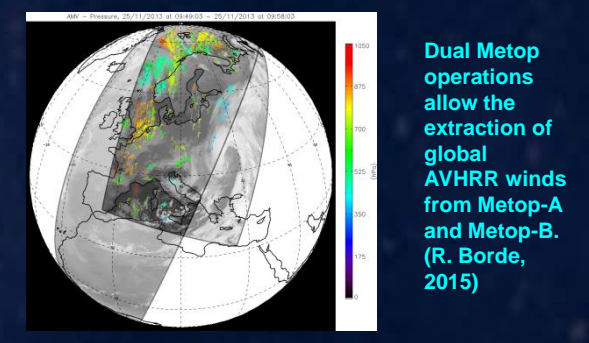 AMV - Pressure, 25/11/2013 at 09:49:03 - 25/11/2013 at 09:58:03
1050
875
700
525
350
175
0
(hPa)
Dual Metop
operations
allow the
extraction of
global
AVHRR winds
from Metop-A
and Metop-B.
(R. Borde,
2015)